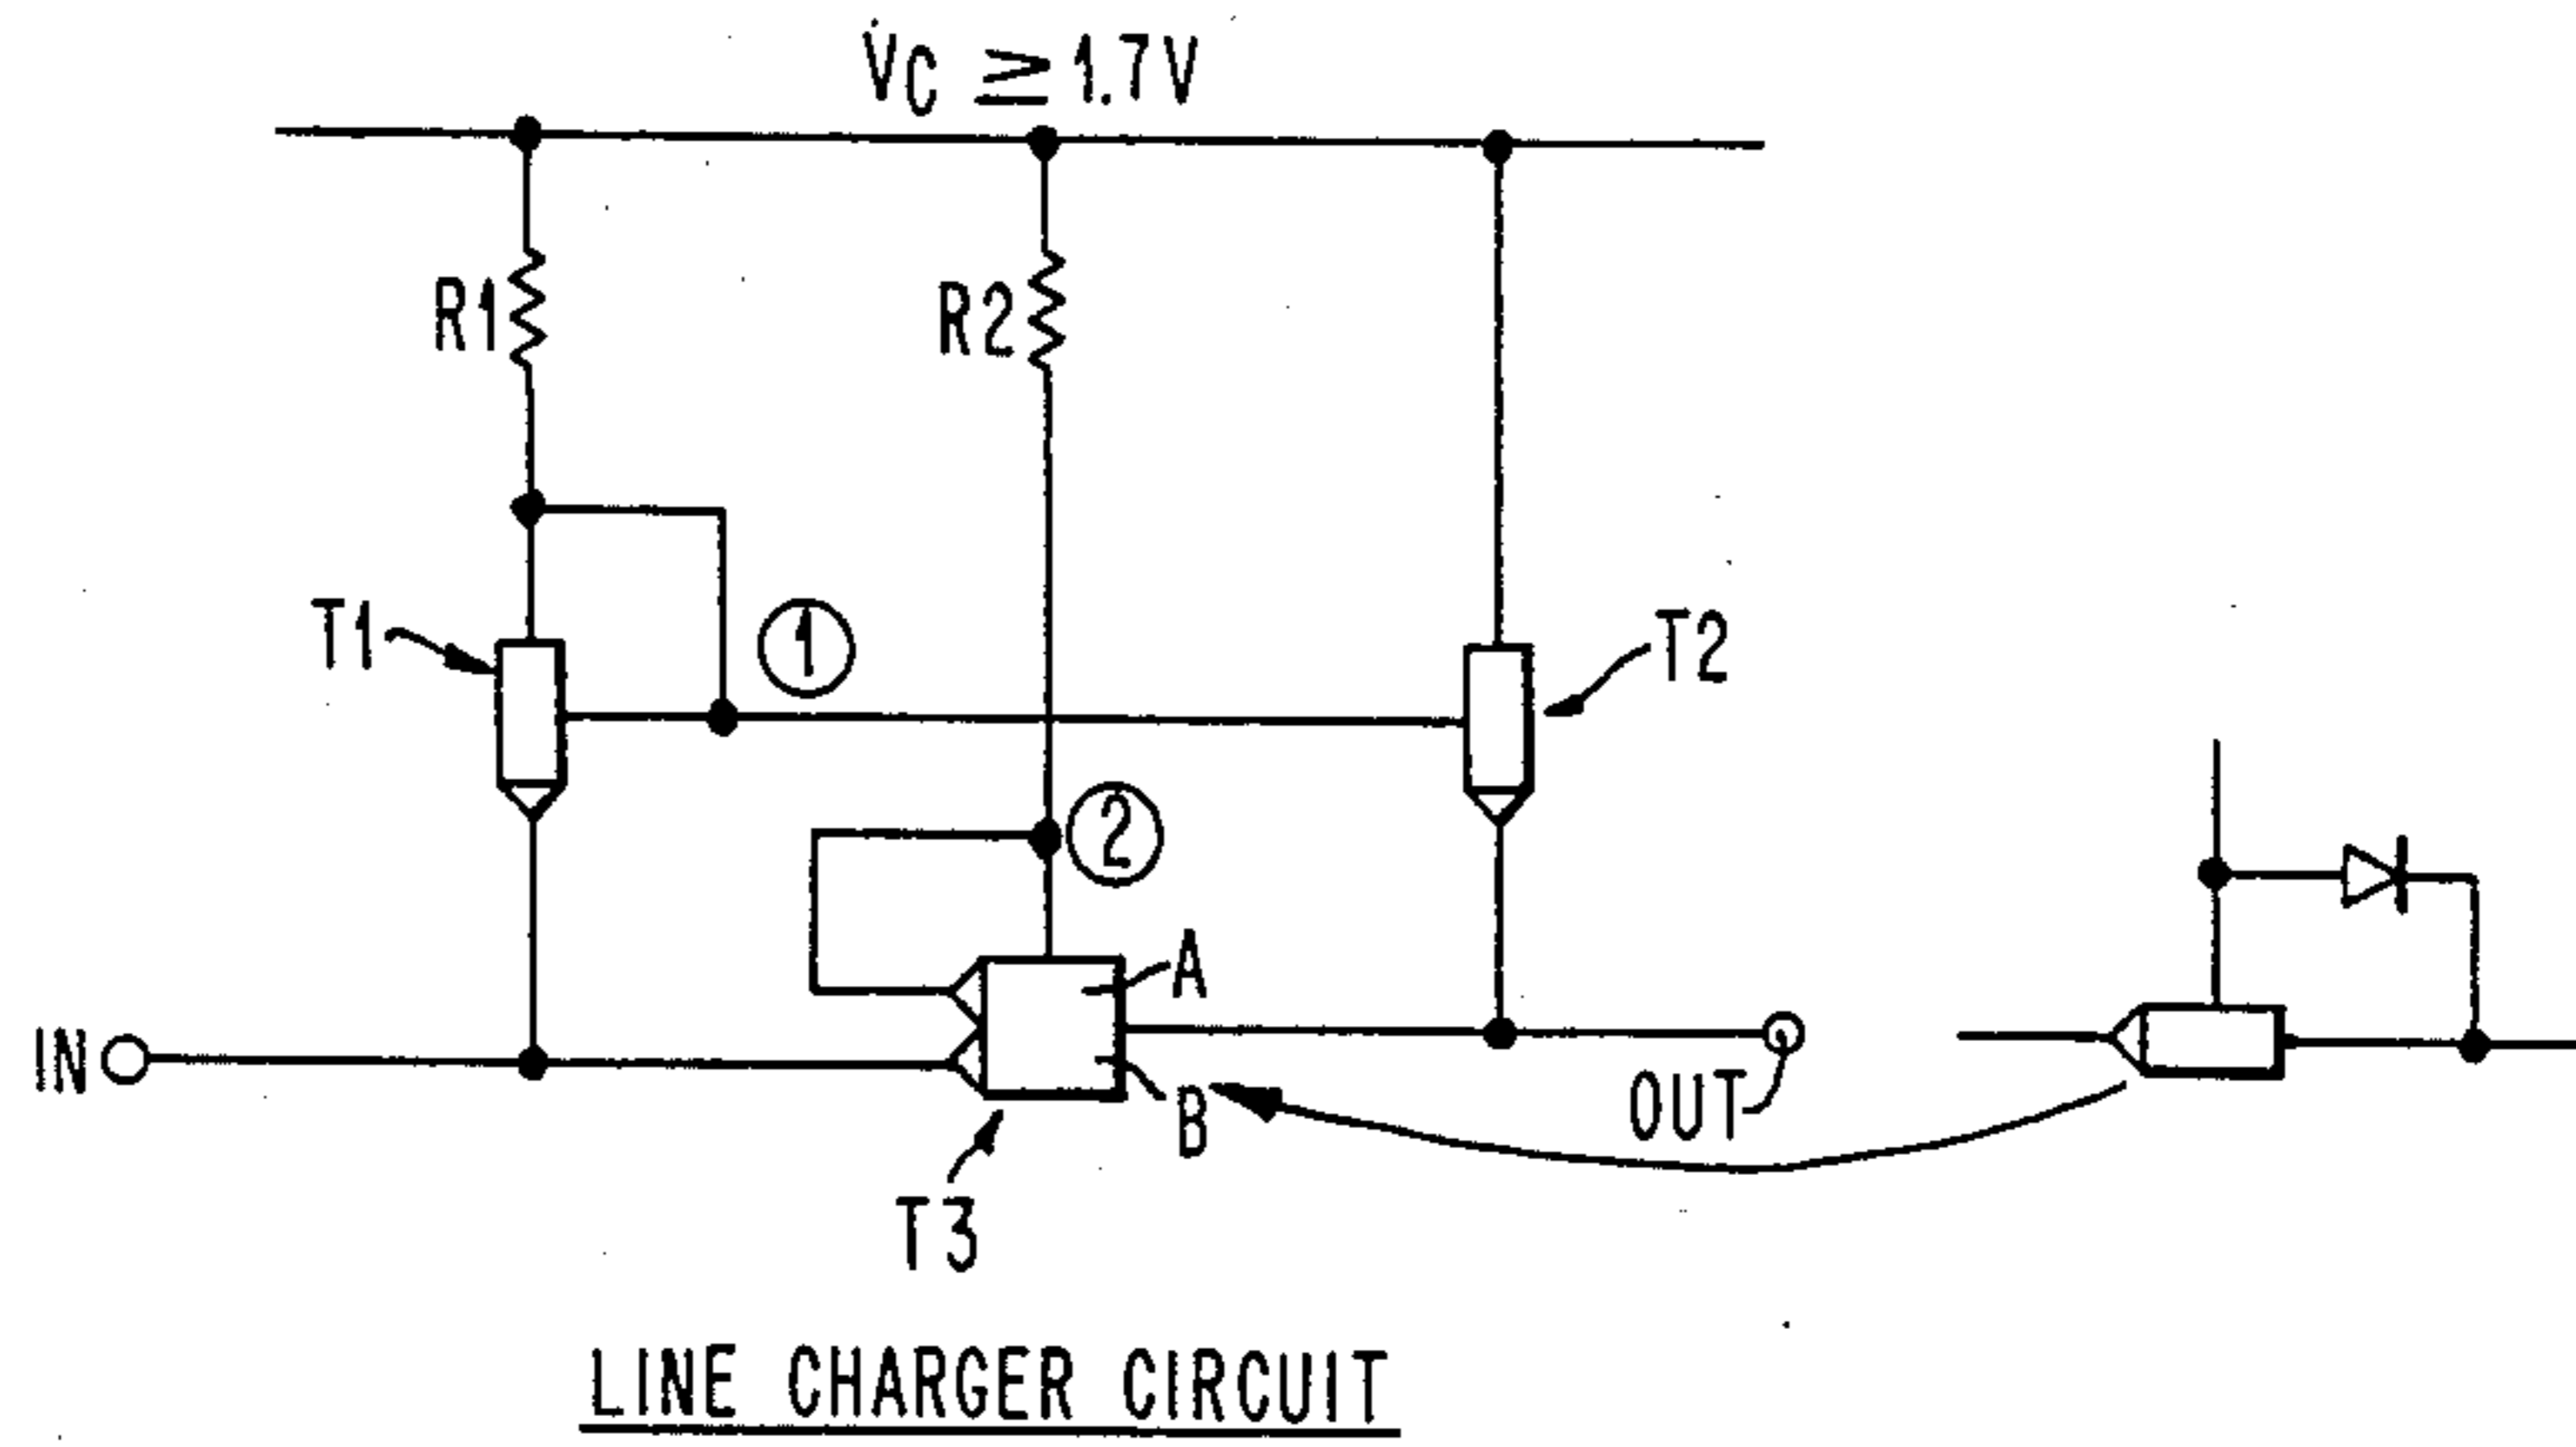 VC ≥ 1.7V
R1
R2
T1
1
T2
2
A
IN
B
OUT
T3
LINE CHARGER CIRCUIT